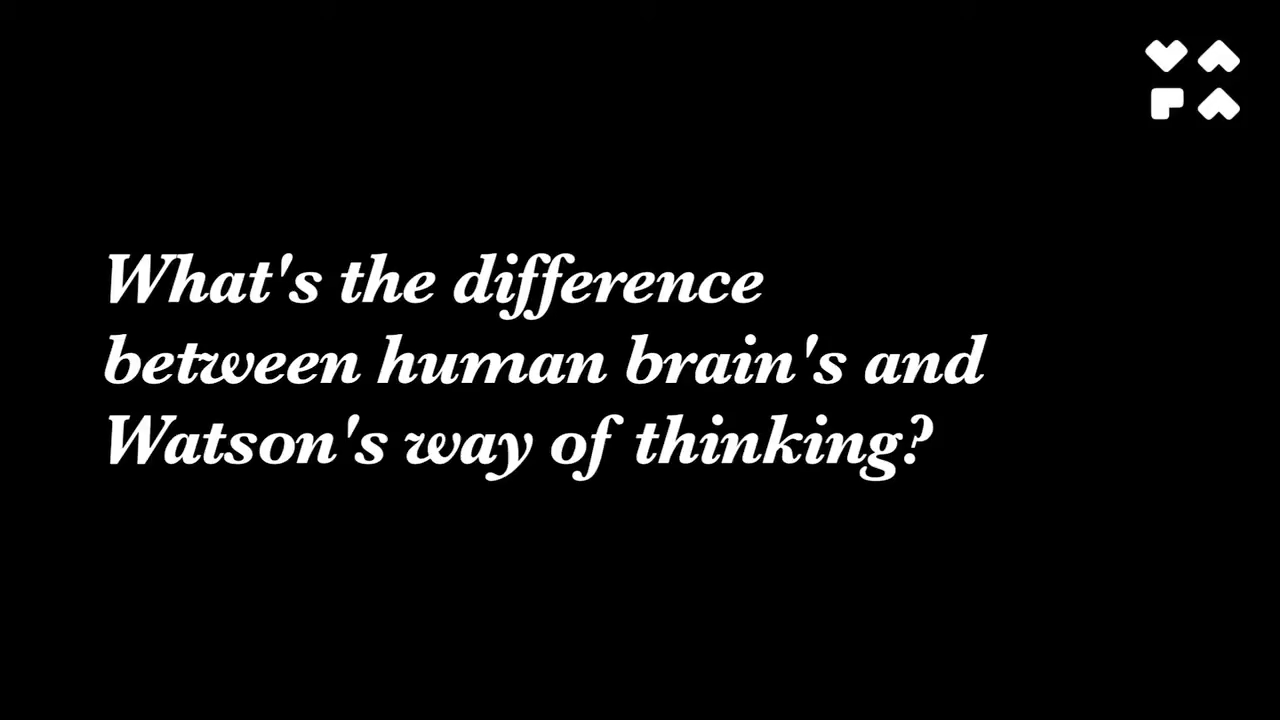 What's the difference
between human brain's and
Watson's way of thinking?